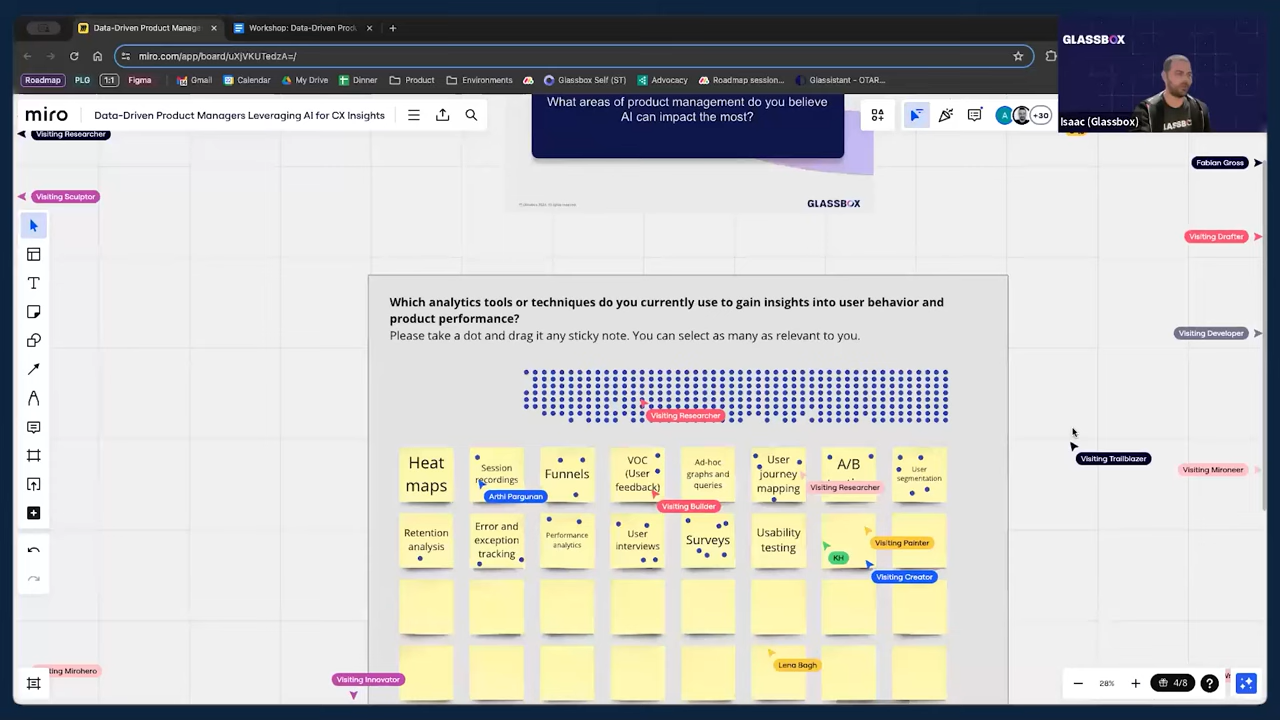 Data-Driven Product Manage
Workshop: Data-Driven Prod
miro.com/app/board/uXjVKUTedzA=/
Roadmap
PLG
1:1
Figma
Gmail
Calendar
My Drive
Dinner
Product
Environments
Glassbox Self (ST)
Advocacy
Roadmap session...
Glassistant - OTAR...
GLASSBOX
Isaac (Glassbox)
miro
Data-Driven Product Managers Leveraging AI for CX Insights
A
+30
What areas of product management do you believe
AI can impact the most?
GLASSBOX
Visiting Researcher
Visiting Sculptor
Fabian Gross
Visiting Drafter
Visiting Developer
Which analytics tools or techniques do you currently use to gain insights into user behavior and
product performance?
Please take a dot and drag it any sticky note. You can select as many as relevant to you.
Visiting Researcher
Visiting Trailblazer
Visiting Mironeer
Heat
maps
Session
recordings
Arthi Pargunan
Funnels
VOC
(User
feedback)
Visiting Builder
Ad-hoc
graphs and
queries
User
journey
mapping
A/B
Visiting Researcher
User
segmentation
Retention
analysis
Error and
exception
tracking
Performance
analytics
User
interviews
Surveys
Usability
testing
KH
Visiting Painter
Visiting Creator
Lena Bagh
ting Mirohero
Visiting Innovator
28%
4/8